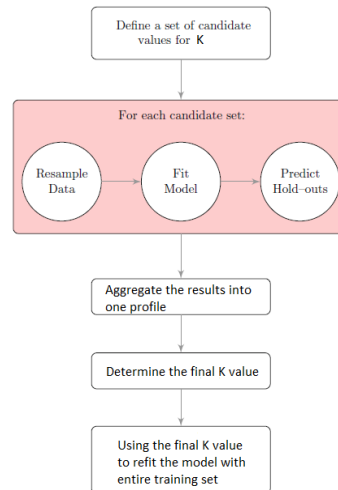 Define a set of candidate
values for K
For each candidate set:
Resample
Data
Fit
Model
Predict
Hold–outs
Aggregate the results into
one profile
Determine the final K value
Using the final K value
to refit the model with
entire training set